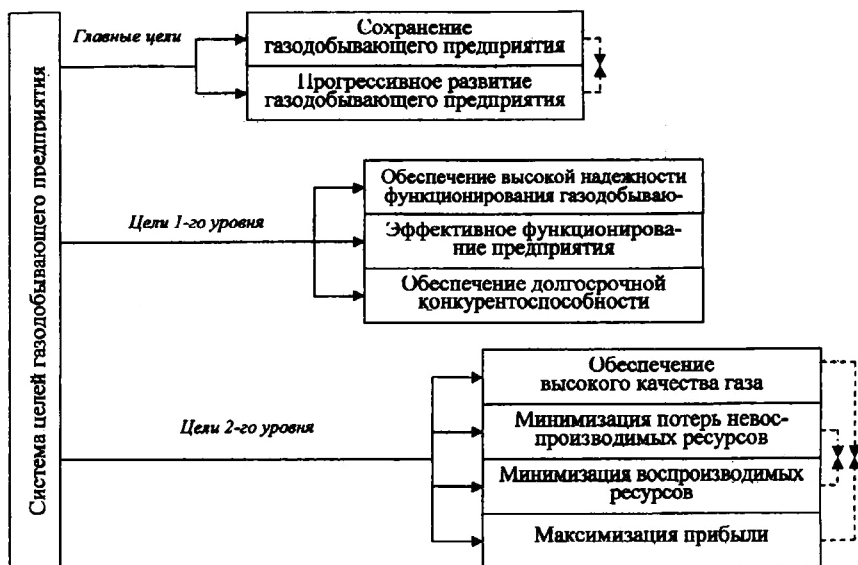 Система целей газодобывающего предприятия
Главные цели
Сохранение
газодобывающего предприятия
Прогрессивное развитие
газодобывающего предприятия
Цели 1-го уровня
Обеспечение высокой надежности
функционирования газодобываю-
Эффективное функционирова-
ние предприятия
Обеспечение долгосрочной
конкурентоспособности
Цели 2-го уровня
Обеспечение
высокого качества газа
Минимизация потерь невос-
производимых ресурсов
Минимизация воспроизводимых
ресурсов
Максимизация прибыли